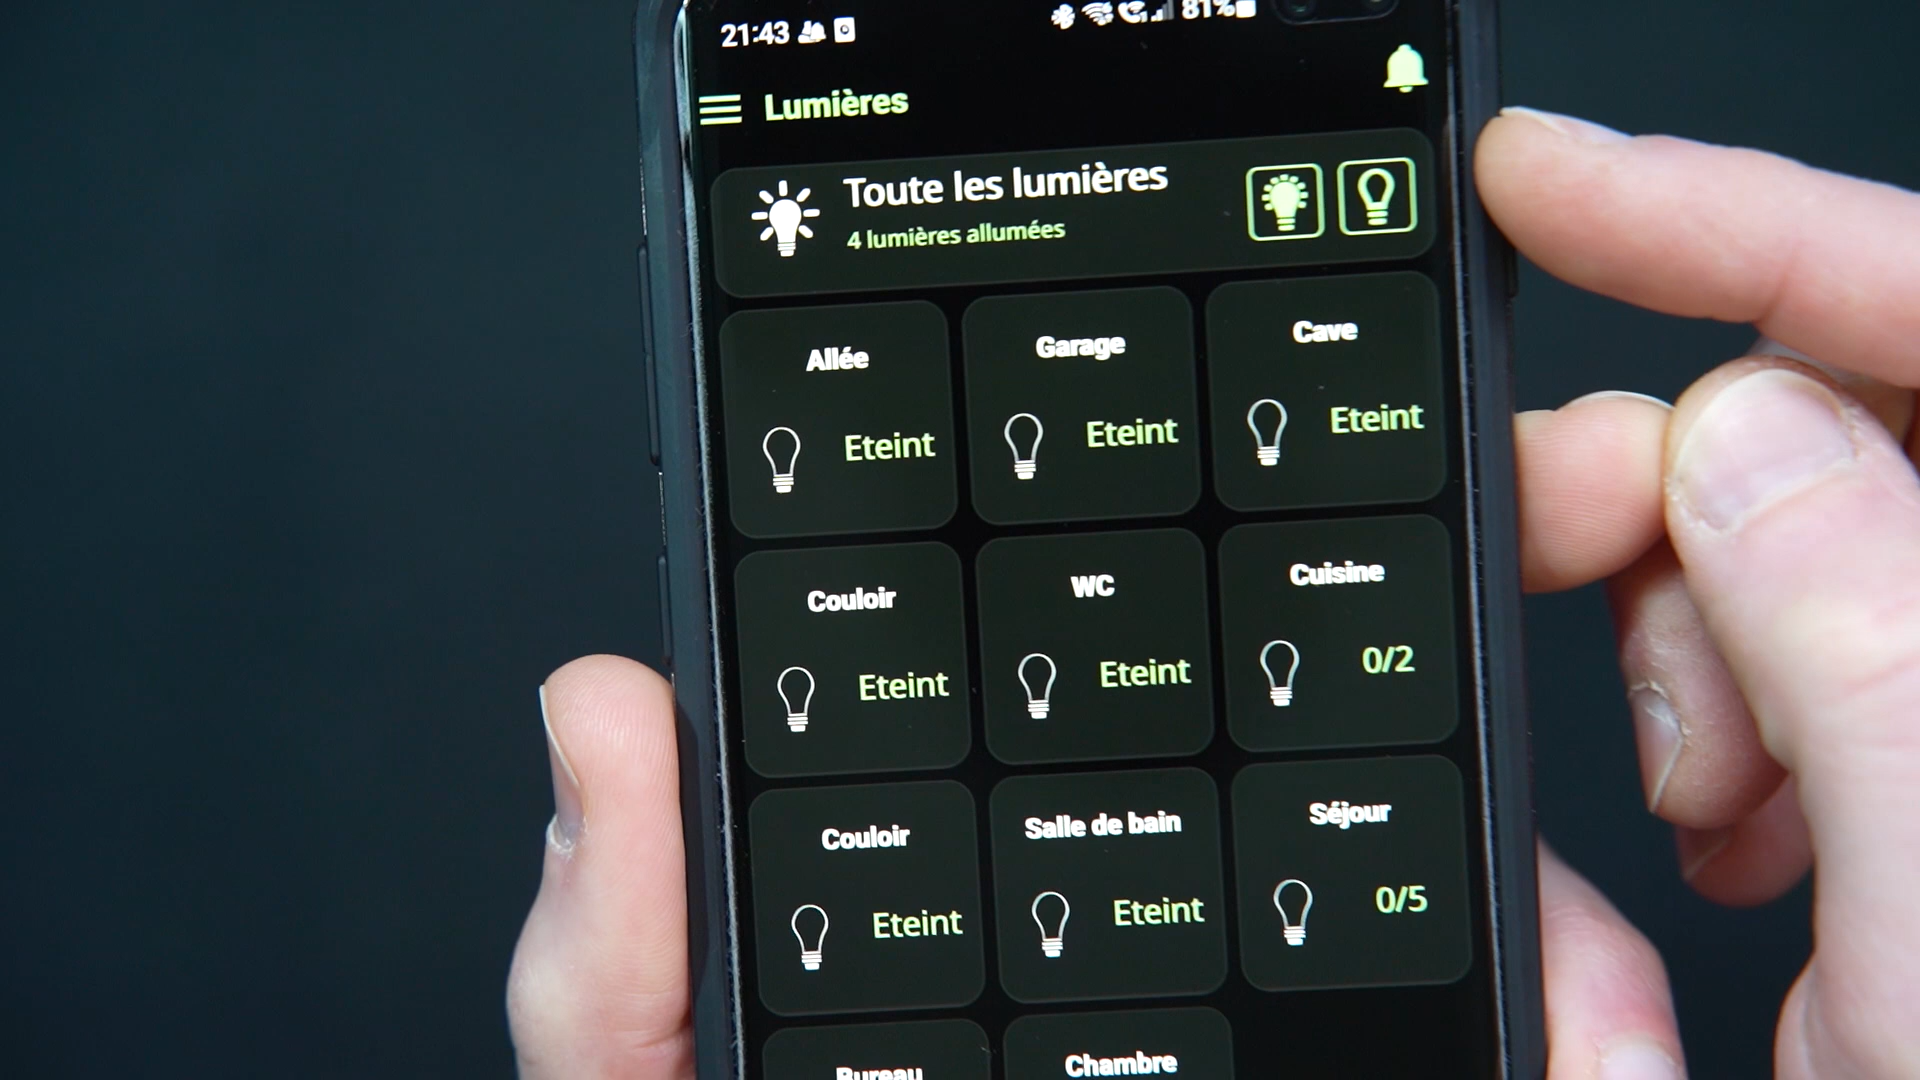 21:43
81%
Lumières
Toute les lumières
4 lumières allumées
Allée
Garage
Cave
Eteint
Eteint
Eteint
Couloir
WC
Cuisine
Eteint
Eteint
0/2
Couloir
Salle de bain
Séjour
Eteint
Eteint
0/5
Bureau
Chambre